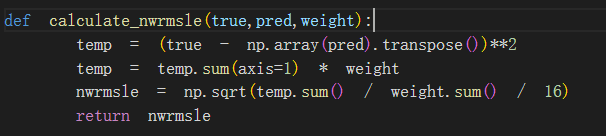 def calculate_nwrmsle(true,pred,weight):
temp = (true - np.array(pred).transpose())**2
temp = temp.sum(axis=1) * weight
nwrmsle = np.sqrt(temp.sum() / weight.sum() / 16)
return nwrmsle